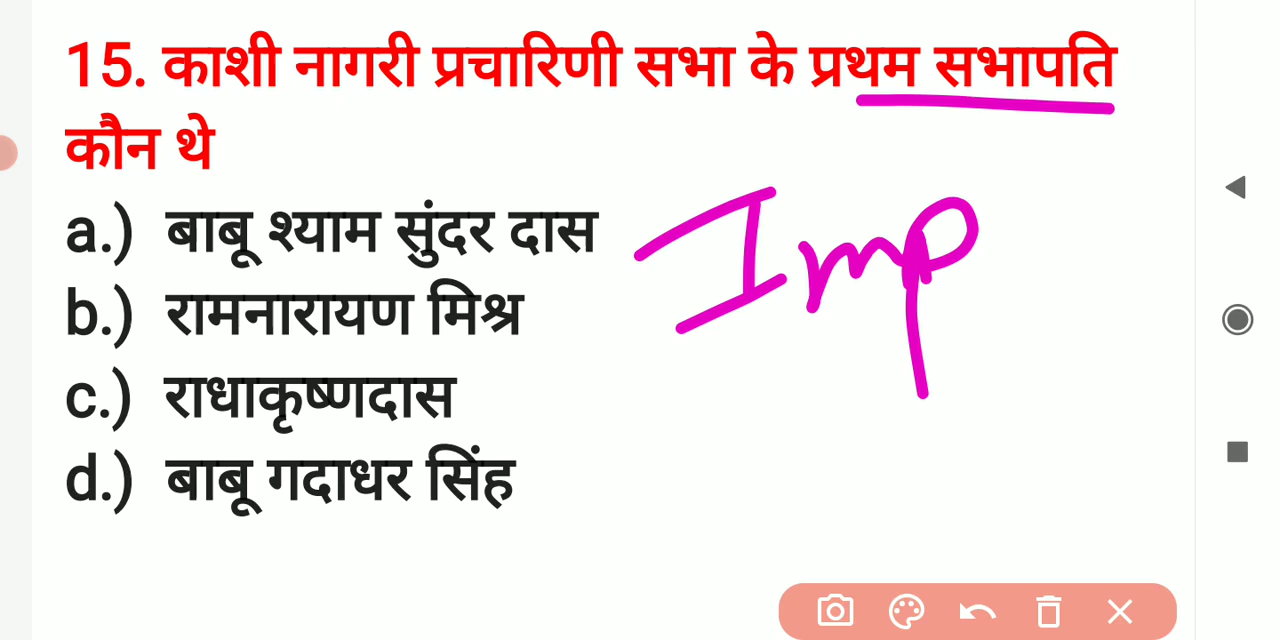 15. काशी नागरी प्रचारिणी सभा के प्रथम सभापति
कौन थे
a.) बाबू श्याम सुंदर दास
Imp
b.) रामनारायण मिश्र
c.) राधाकृष्णदास
d.) बाबू गदाधर सिंह